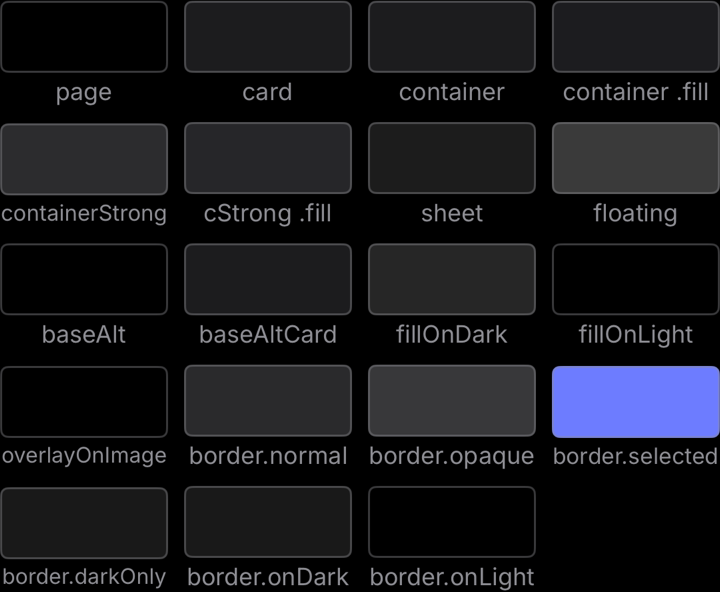 page card container container .fill
containerStrong cStrong .fill sheet floating
baseAlt baseAltCard fillOnDark fillOnLight
overlayOnImage border.normal border.opaque border.selected
border.darkOnly border.onDark border.onLight